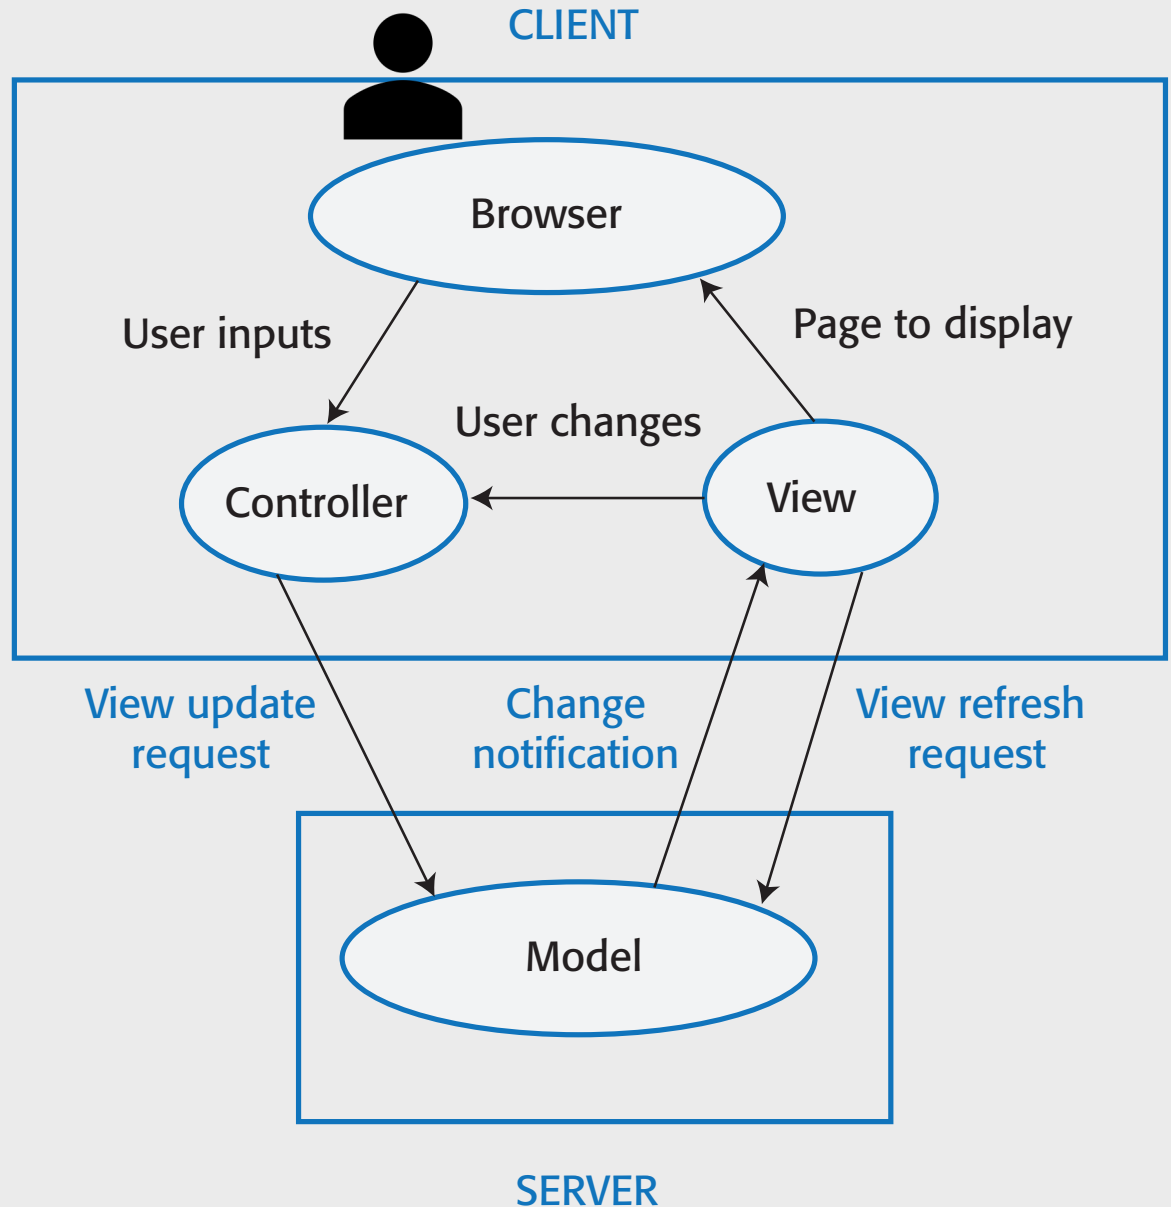 CLIENT
Browser
User inputs
Page to display
User changes
Controller
View
View update
request
Change
notification
View refresh
request
Model
SERVER